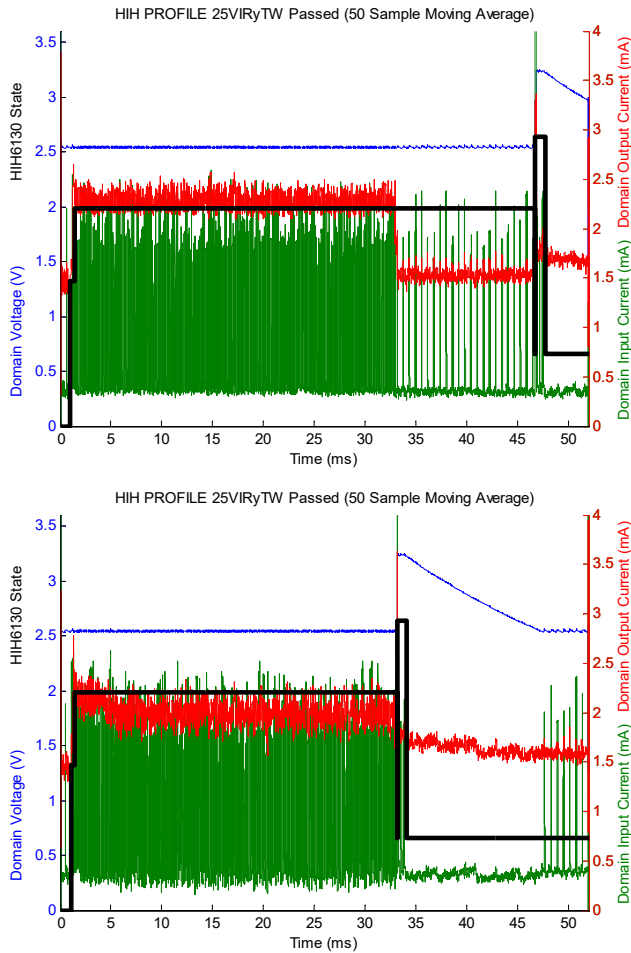 HIH PROFILE 25VIRyTW Passed (50 Sample Moving Average)
3.5
3
2.5
2
1.5
1
0.5
0
Domain Voltage (V)
HIH6130 State
4
3.5
3
2.5
2
1.5
1
0.5
0
Domain Input Current (mA)
Domain Output Current (mA)
0 5 10 15 20 25 30 35 40 45 50
Time (ms)
HIH PROFILE 25VIRyTW Passed (50 Sample Moving Average)
3.5
3
2.5
2
1.5
1
0.5
0
Domain Voltage (V)
HIH6130 State
4
3.5
3
2.5
2
1.5
1
0.5
0
Domain Input Current (mA)
Domain Output Current (mA)
0 5 10 15 20 25 30 35 40 45 50
Time (ms)